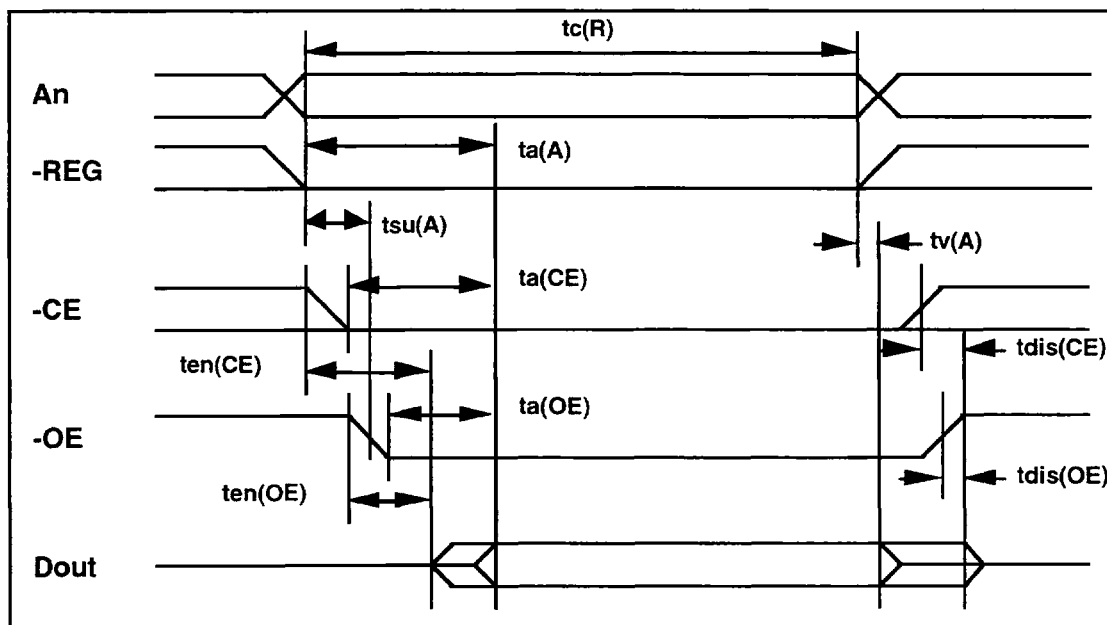 tc(R)
An
ta(A)
-REG
tsu(A)
tv(A)
ta(CE)
-CE
ten(CE)
tdis(CE)
ta(OE)
-OE
ten(OE)
tdis(OE)
Dout